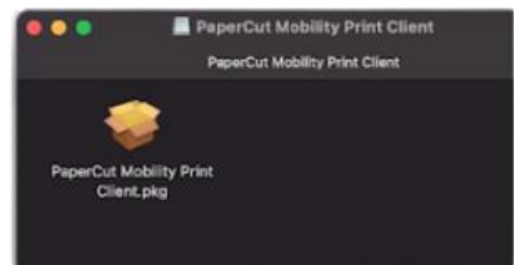 PaperCut Mobility Print Client
PaperCut Mobility Print Client
PaperCut Mobility Print
Client.pkg